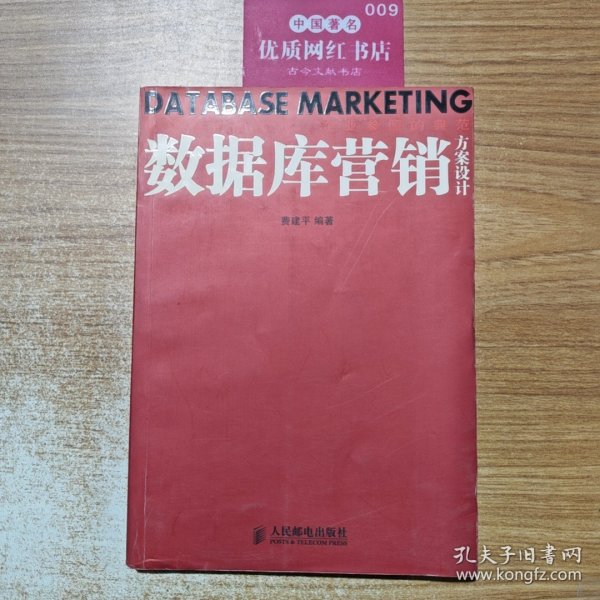 009
中国著名
优质网红书店
古今文献书店
DATABASE MARKETING
数据库营销
方案设计
费建平 编著
人民邮电出版社
POSTS & TELECOM PRESS
孔夫子旧书网
www.kongfz.com